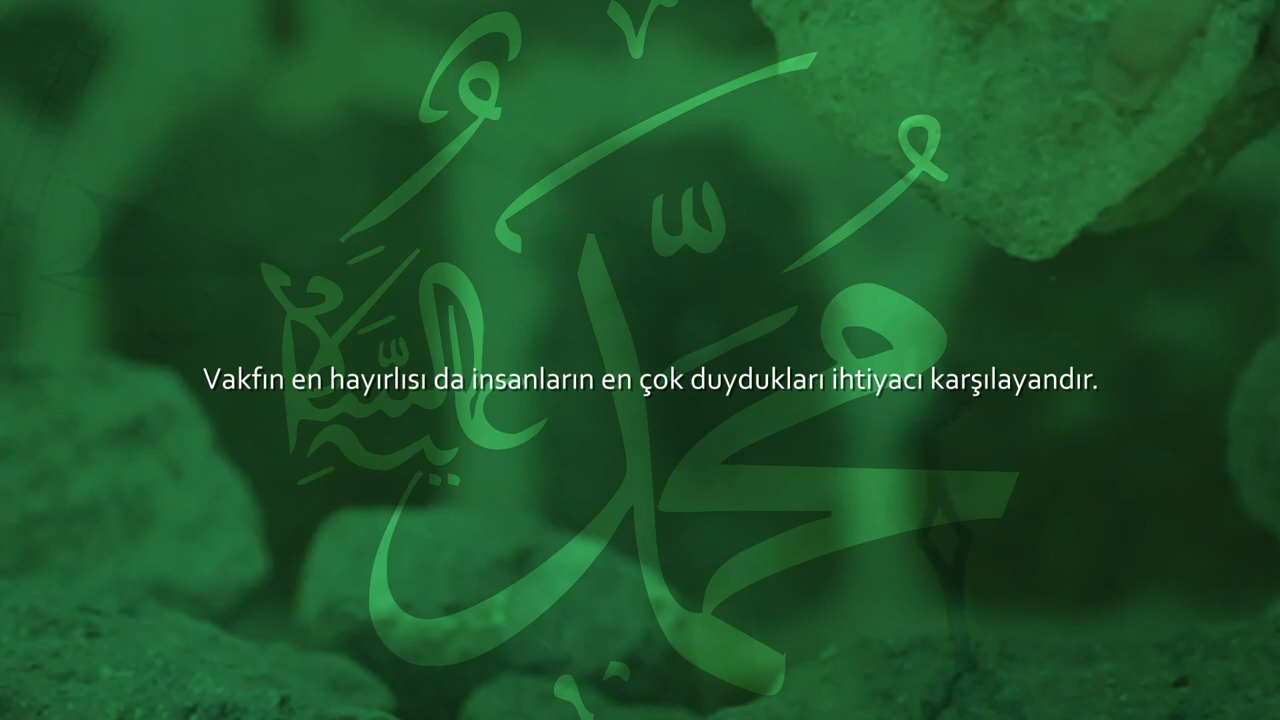 محمد
عليه السلام
Vakfın en hayırlısı da insanların en çok duydukları ihtiyacı karşılayandır.